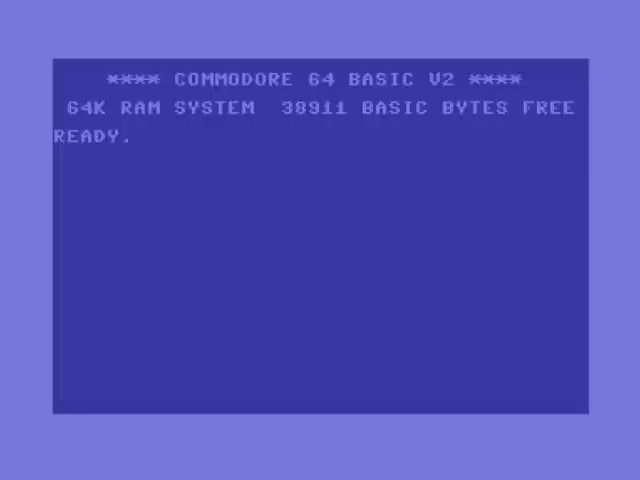 **** COMMODORE 64 BASIC V2 ****
64K RAM SYSTEM  38911 BASIC BYTES FREE
READY.